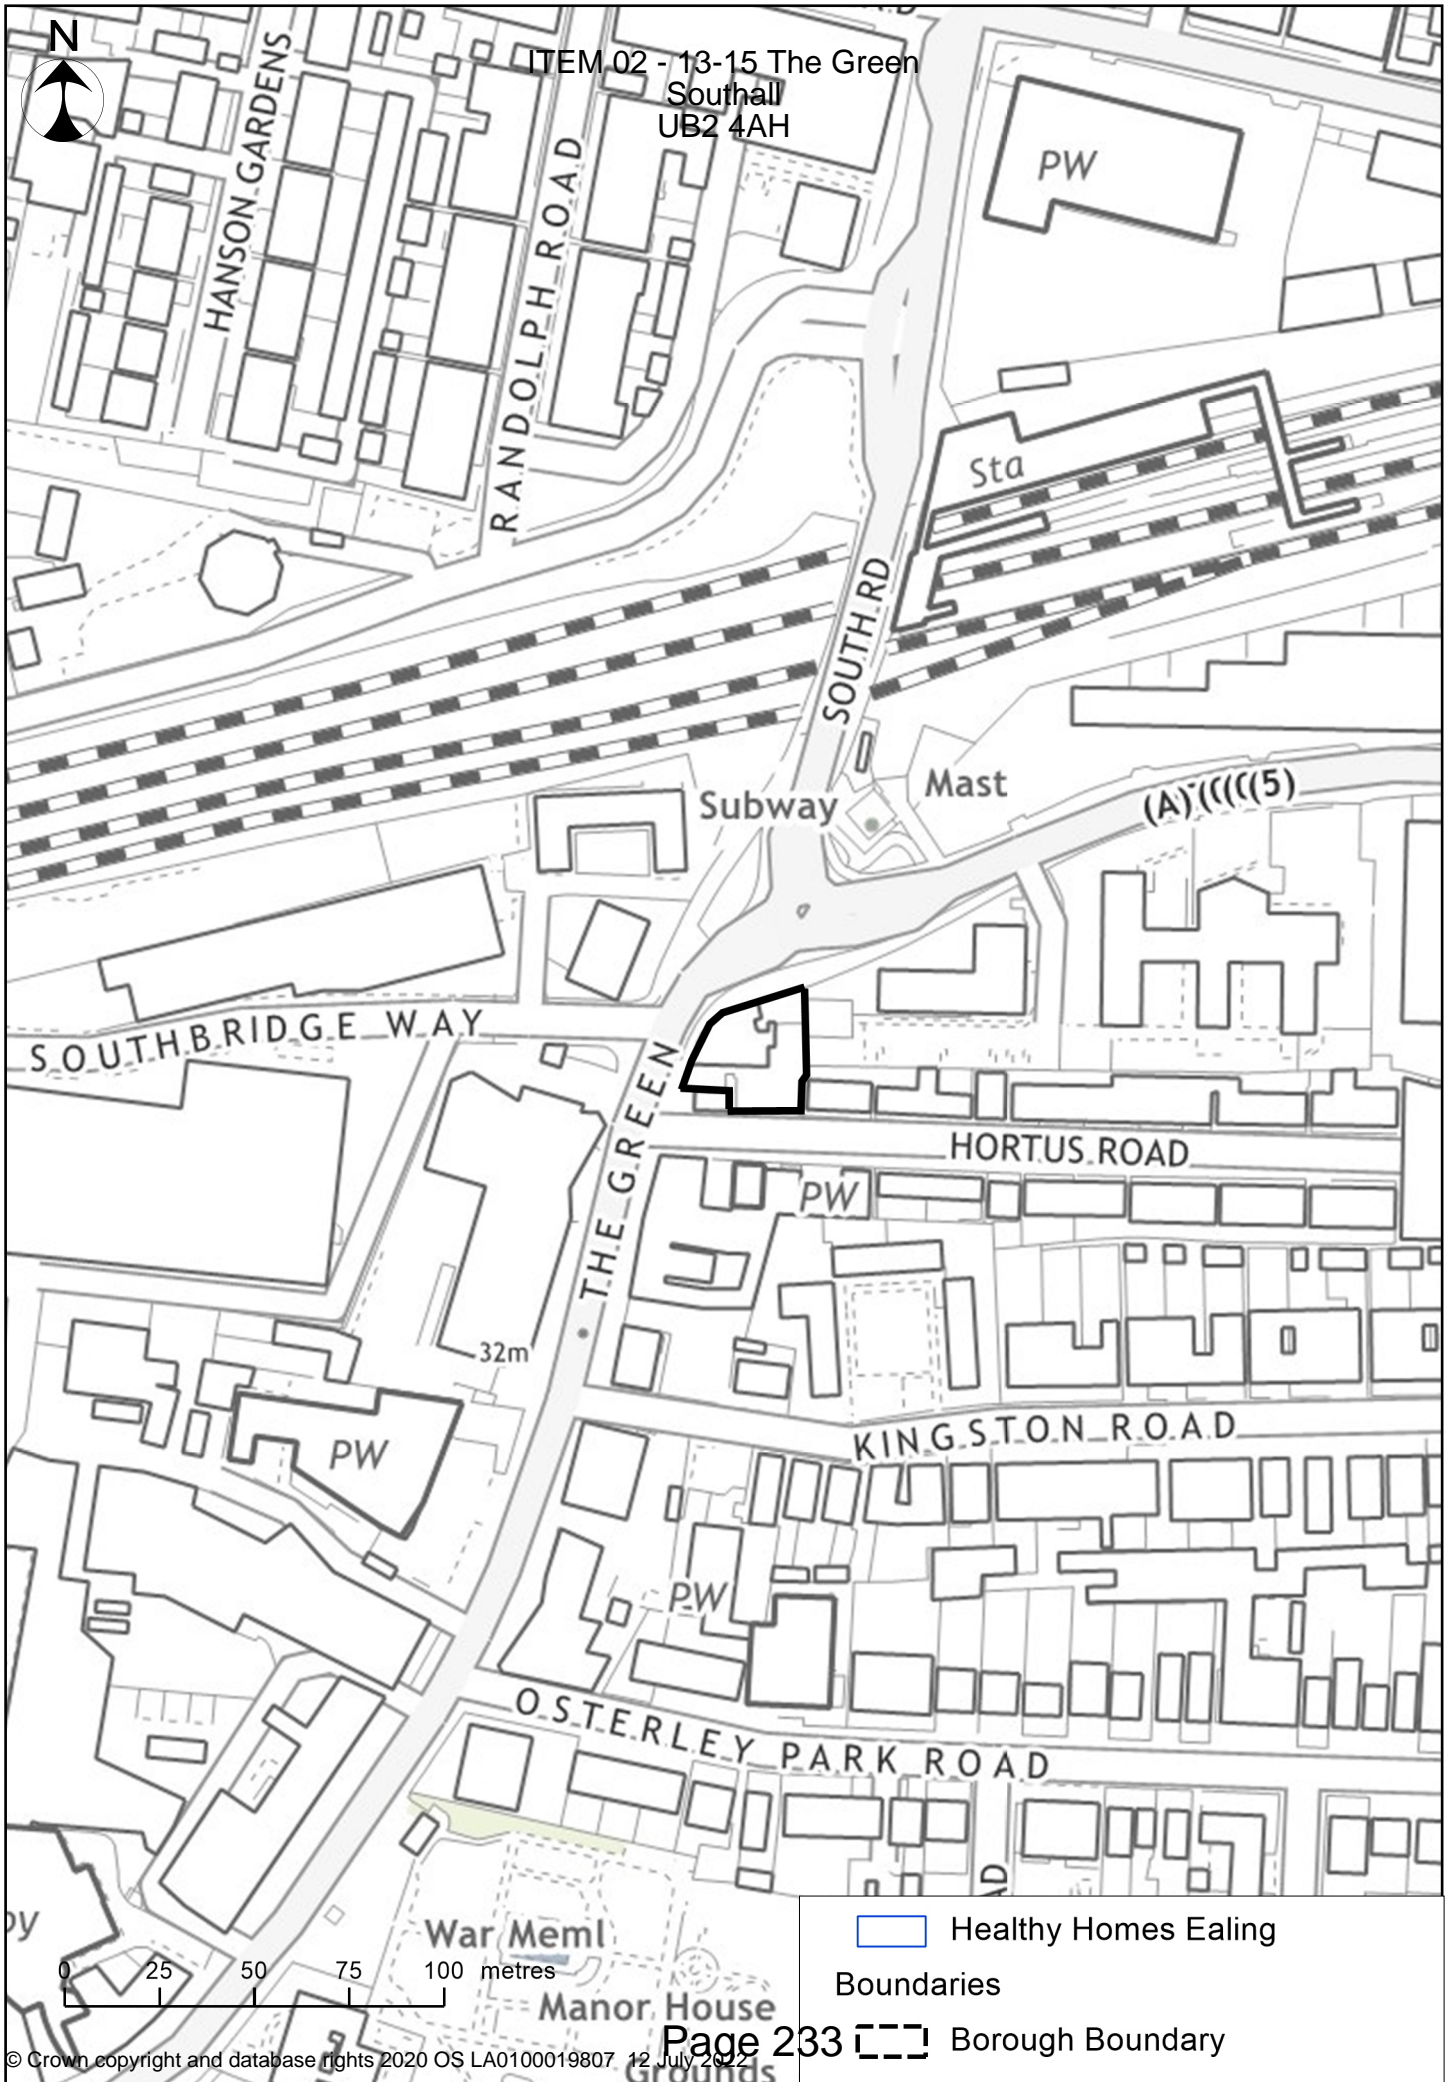 N
ITEM 02 - 13-15 The Green
Southall
UB2 4AH
HANSON GARDENS
RANDOLPH ROAD
PW
Sta
SOUTH RD
Subway
Mast
(A)
5)
SOUTHBRIDGE WAY
THE GREEN
HORTUS ROAD
PW
32m
KINGSTON ROAD
PW
PW
OSTERLEY PARK ROAD
War Meml
Manor House
Grounds
0 25 50 75 100 metres
Healthy Homes Ealing
Boundaries
Borough Boundary
Page 233
© Crown copyright and database rights 2020 OS LA0100019807 12 July 2022